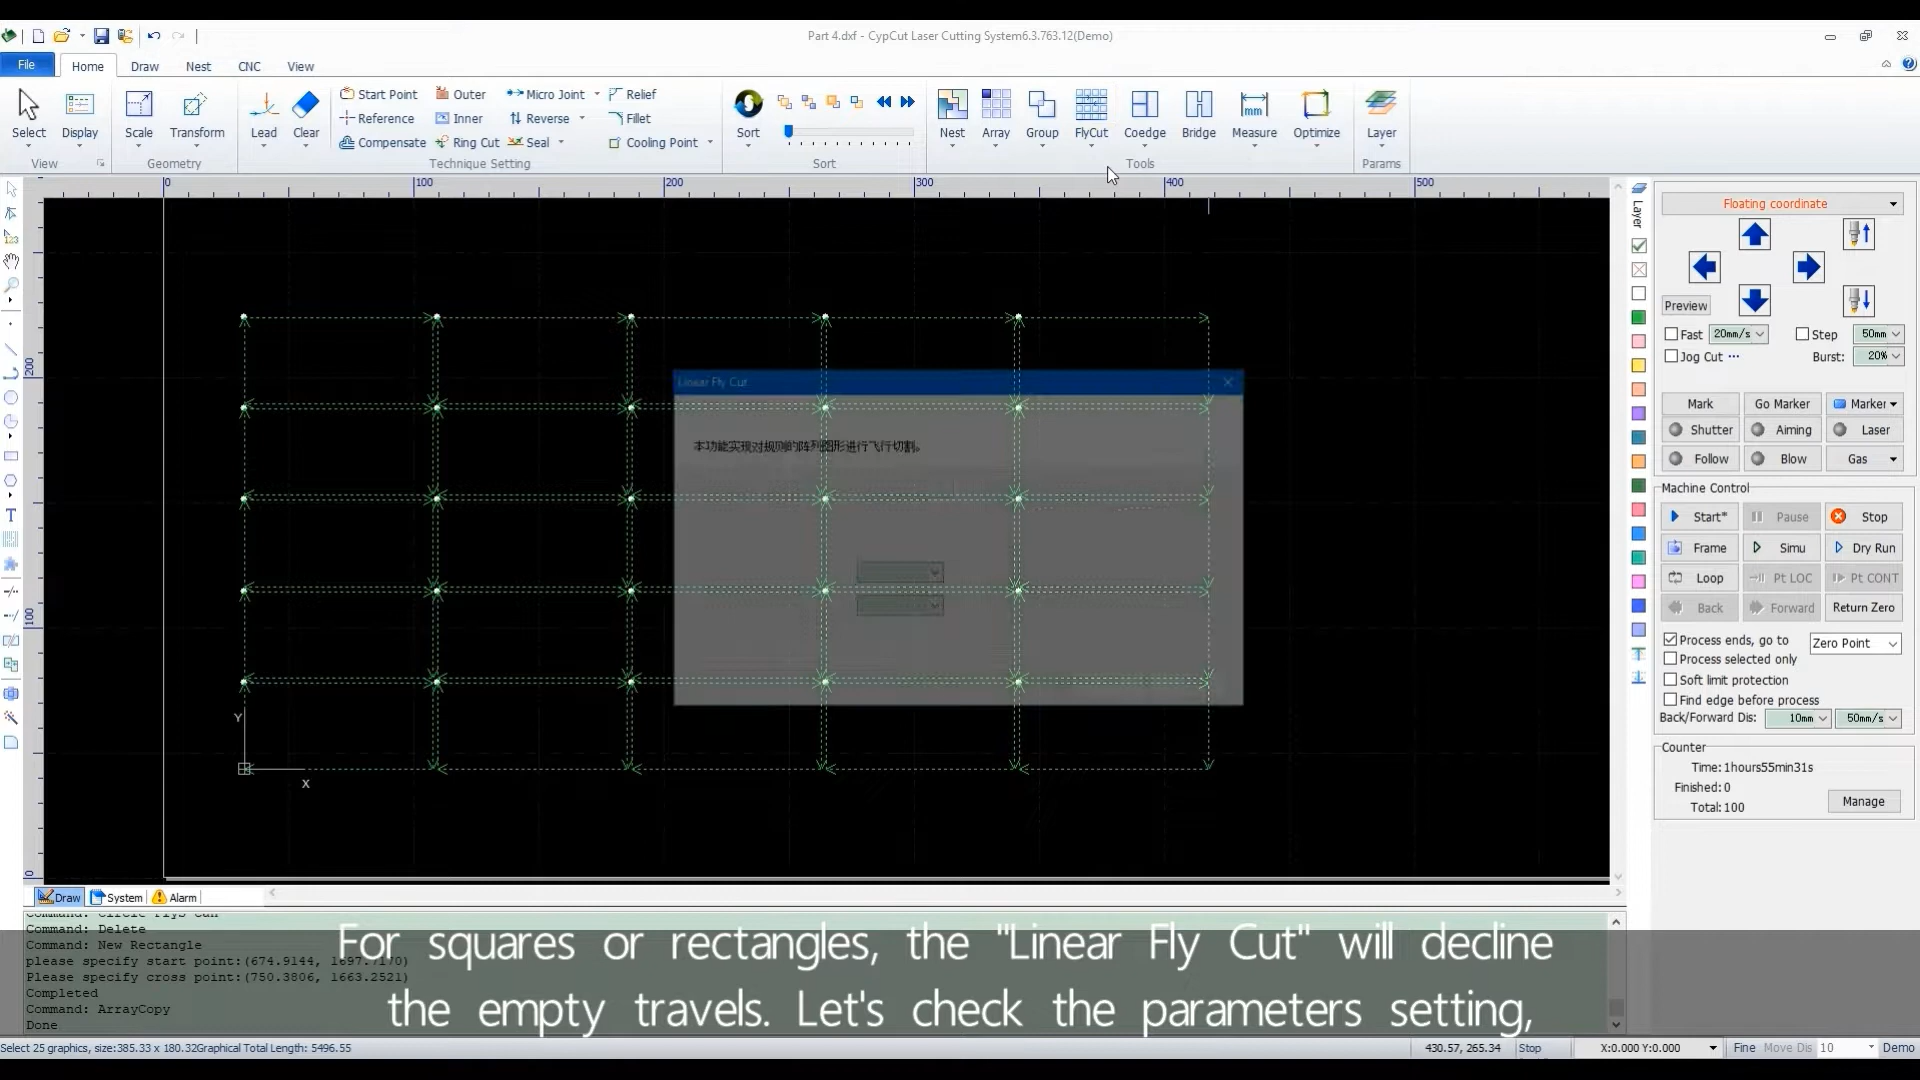 Part 4.dxf - CypCut Laser Cutting System6.3.763.12(Demo)
File Home Draw Nest CNC View
Select Display Scale Transform Lead Clear
Start Point Outer Micro Joint Relief
Reference Inner Reverse Fillet
Compensate Ring Cut Seal Cooling Point
Sort Nest Array Group FlyCut Coedge Bridge Measure Optimize Layer
View Geometry Technique Setting Sort Tools Params
0 100 200 300 400 500
200
100
0
Y
X
Linear Fly Cut
本功能实现对规则的阵列图形进行飞行切割。
Layer
Floating coordinate
Preview
Fast 20mm/s Step 50mm
Jog Cut ... Burst: 20%
Mark Go Marker Marker
Shutter Aiming Laser
Follow Blow Gas
Machine Control
Start* Pause Stop
Frame Simu Dry Run
Loop Pt LOC Pt CONT
Back Forward Return Zero
Process ends, go to Zero Point
Process selected only
Soft limit protection
Find edge before process
Back/Forward Dis: 10mm 50mm/s
Counter
Time:1hours55min31s
Finished:0
Total:100
Manage
Draw System Alarm
Command: Delete
Command: New Rectangle
please specify start point:(674.9144, 1697.7170)
Please specify cross point:(750.3806, 1663.2521)
Completed
Command: ArrayCopy
Done
For squares or rectangles, the "Linear Fly Cut" will decline
the empty travels. Let's check the parameters setting,
Select 25 graphics, size:385.33 x 180.32Graphical Total Length: 5496.55
430.57, 265.34 Stop X:0.000 Y:0.000 Fine Move Dis 10 Demo